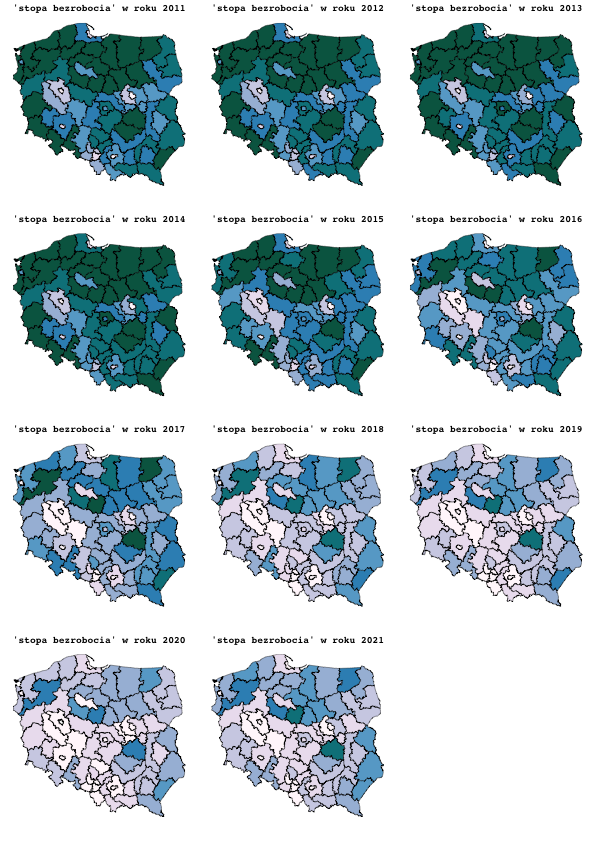 'stopa bezrobocia' w roku 2011
'stopa bezrobocia' w roku 2012
'stopa bezrobocia' w roku 2013
'stopa bezrobocia' w roku 2014
'stopa bezrobocia' w roku 2015
'stopa bezrobocia' w roku 2016
'stopa bezrobocia' w roku 2017
'stopa bezrobocia' w roku 2018
'stopa bezrobocia' w roku 2019
'stopa bezrobocia' w roku 2020
'stopa bezrobocia' w roku 2021